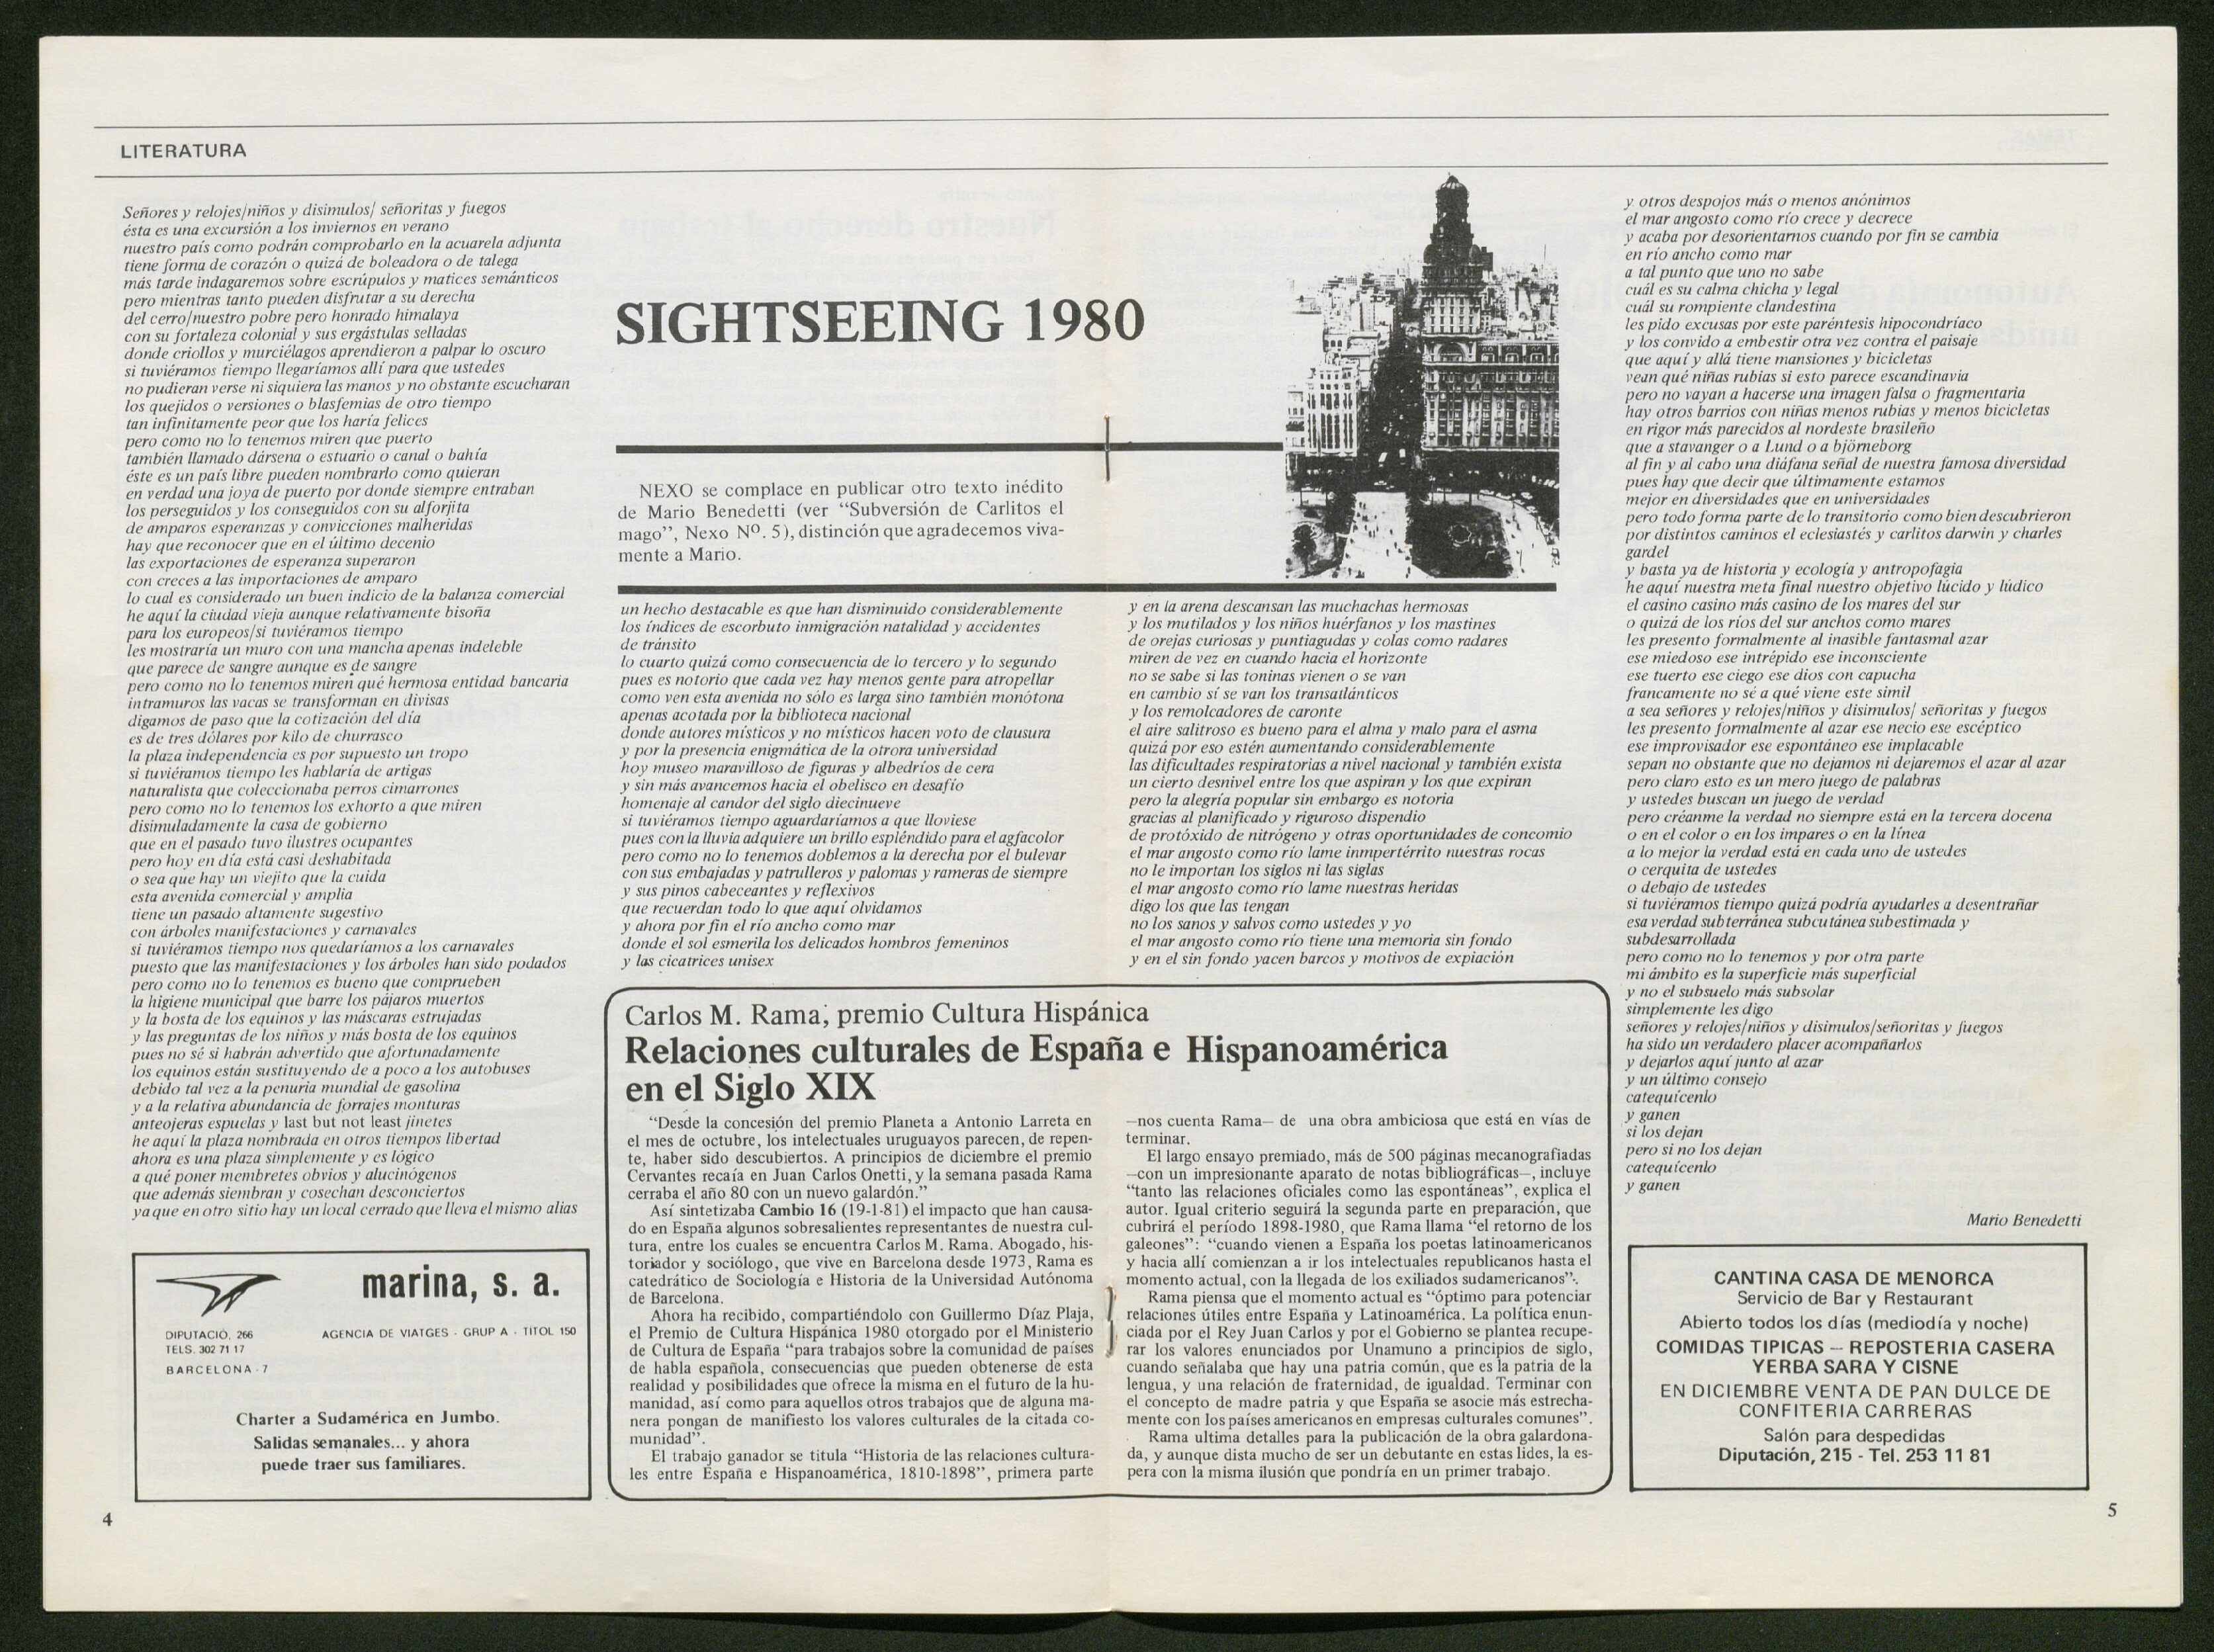 LITERATURA
SIGHTSEEING 1980
NEXO se complace en publicar otro texto inédito
de Mario Benedetti (ver “Subversión de Carlitos el
mago”, Nexo Nº. 5), distinción que agradecemos viva-
mente a Mario.
Señores y relojes/niños y disimulos/ señoritas y fuegos
ésta es una excursión a los inviernos en verano
nuestro país como podrán comprobarlo en la acuarela adjunta
tiene forma de corazón o quizá de boleadora o de talega
más tarde indagaremos sobre escrúpulos y matices semánticos
pero mientras tanto pueden disfrutar a su derecha
del cerro/nuestro pobre pero honrado himalaya
con su fortaleza colonial y sus ergástulas selladas
donde criollos y murciélagos aprendieron a palpar lo oscuro
si tuviéramos tiempo llegaríamos allí para que ustedes
no pudieran verse ni siquiera las manos y no obstante escucharan
los quejidos o versiones o blasfemias de otro tiempo
tan infinitamente peor que los haría felices
pero como no lo tenemos miren que puerto
también llamado dársena o estuario o canal o bahía
éste es un país libre pueden nombrarlo como quieran
en verdad una joya de puerto por donde siempre entraban
los perseguidos y los conseguidos con su alforjita
de amparos esperanzas y convicciones malheridas
hay que reconocer que en el último decenio
las exportaciones de esperanza superaron
con creces a las importaciones de amparo
lo cual es considerado un buen indicio de la balanza comercial
he aquí la ciudad vieja aunque relativamente bisoña
para los europeos/si tuviéramos tiempo
les mostraría un muro con una mancha apenas indeleble
que parece de sangre aunque es de sangre
pero como no lo tenemos miren qué hermosa entidad bancaria
intramuros las vacas se transforman en divisas
digamos de paso que la cotización del día
es de tres dólares por kilo de churrasco
la plaza independencia es por supuesto un tropo
si tuviéramos tiempo les hablaría de artigas
naturalista que coleccionaba perros cimarrones
pero como no lo tenemos los exhorto a que miren
disimuladamente la casa de gobierno
que en el pasado tuvo ilustres ocupantes
pero hoy en día está casi deshabitada
o sea que hay un viejito que la cuida
esta avenida comercial y amplia
tiene un pasado altamente sugestivo
con árboles manifestaciones y carnavales
si tuviéramos tiempo nos quedaríamos a los carnavales
puesto que las manifestaciones y los árboles han sido podados
pero como no lo tenemos es bueno que comprueben
la higiene municipal que barre los pájaros muertos
y la bosta de los equinos y las máscaras estrujadas
y las preguntas de los niños y más bosta de los equinos
pues no sé si habrán advertido que afortunadamente
los equinos están sustituyendo de a poco a los autobuses
debido tal vez a la penuria mundial de gasolina
y a la relativa abundancia de forrajes monturas
anteojeras espuelas y last but not least jinetes
he aquí la plaza nombrada en otros tiempos libertad
ahora es una plaza simplemente y es lógico
a qué poner membretes obvios y alucinógenos
que además siembran y cosechan desconciertos
ya que en otro sitio hay un local cerrado que lleva el mismo alias
un hecho destacable es que han disminuido considerablemente
los índices de escorbuto inmigración natalidad y accidentes
de tránsito
lo cuarto quizá como consecuencia de lo tercero y lo segundo
pues es notorio que cada vez hay menos gente para atropellar
como ven esta avenida no sólo es larga sino también monótona
apenas acotada por la biblioteca nacional
donde autores místicos y no místicos hacen voto de clausura
y por la presencia enigmática de la otrora universidad
hoy museo maravilloso de figuras y albedríos de cera
y sin más avancemos hacia el obelisco en desafío
homenaje al candor del siglo diecinueve
si tuviéramos tiempo aguardaríamos a que lloviese
pues con la lluvia adquiere un brillo espléndido para el agfacolor
pero como no lo tenemos doblemos a la derecha por el bulevar
con sus embajadas y patrulleros y palomas y rameras de siempre
y sus pinos cabeceantes y reflexivos
que recuerdan todo lo que aquí olvidamos
y ahora por fin el río ancho como mar
donde el sol esmerila los delicados hombros femeninos
y las cicatrices unisex
y en la arena descansan las muchachas hermosas
y los mutilados y los niños huérfanos y los mastines
de orejas curiosas y puntiagudas y colas como radares
miren de vez en cuando hacia el horizonte
no se sabe si las toninas vienen o se van
en cambio sí se van los transatlánticos
y los remolcadores de caronte
el aire salitroso es bueno para el alma y malo para el asma
quizá por eso estén aumentando considerablemente
las dificultades respiratorias a nivel nacional y también exista
un cierto desnivel entre los que aspiran y los que expiran
pero la alegría popular sin embargo es notoria
gracias al planificado y riguroso dispendio
de protóxido de nitrógeno y otras oportunidades de concomio
el mar angosto como río lame inmpertérrito nuestras rocas
no le importan los siglos ni las siglas
el mar angosto como río lame nuestras heridas
digo los que las tengan
no los sanos y salvos como ustedes y yo
el mar angosto como río tiene una memoria sin fondo
y en el sin fondo yacen barcos y motivos de expiación
y otros despojos más o menos anónimos
el mar angosto como río crece y decrece
y acaba por desorientarnos cuando por fin se cambia
en río ancho como mar
a tal punto que uno no sabe
cuál es su calma chicha y legal
cuál su rompiente clandestina
les pido excusas por este paréntesis hipocondríaco
y los convido a embestir otra vez contra el paisaje
que aquí y allá tiene mansiones y bicicletas
vean qué niñas rubias si esto parece escandinavia
pero no vayan a hacerse una imagen falsa o fragmentaria
hay otros barrios con niñas menos rubias y menos bicicletas
en rigor más parecidos al nordeste brasileño
que a stavanger o a Lund o a björneborg
al fin y al cabo una diáfana señal de nuestra famosa diversidad
pues hay que decir que últimamente estamos
mejor en diversidades que en universidades
pero todo forma parte de lo transitorio como bien descubrieron
por distintos caminos el eclesiastés y carlitos darwin y charles
gardel
y basta ya de historia y ecología y antropofagia
he aquí nuestra meta final nuestro objetivo lúcido y lúdico
el casino casino más casino de los mares del sur
o quizá de los ríos del sur anchos como mares
les presento formalmente al inasible fantasmal azar
ese miedoso ese intrépido ese inconsciente
ese tuerto ese ciego ese dios con capucha
francamente no sé a qué viene este simil
a sea señores y relojes/niños y disimulos/ señoritas y fuegos
les presento formalmente al azar ese necio ese escéptico
ese improvisador ese espontáneo ese implacable
sepan no obstante que no dejamos ni dejaremos el azar al azar
pero claro esto es un mero juego de palabras
y ustedes buscan un juego de verdad
pero créanme la verdad no siempre está en la tercera docena
o en el color o en los impares o en la línea
a lo mejor la verdad está en cada uno de ustedes
o cerquita de ustedes
o debajo de ustedes
si tuviéramos tiempo quizá podría ayudarles a desentrañar
esa verdad subterránea subcutánea subestimada y
subdesarrollada
pero como no lo tenemos y por otra parte
mi ámbito es la superficie más superficial
y no el subsuelo más subsolar
simplemente les digo
señores y relojes/niños y disimulos/señoritas y fuegos
ha sido un verdadero placer acompañarlos
y dejarlos aquí junto al azar
y un último consejo
catequícenlo
y ganen
si los dejan
pero si no los dejan
catequícenlo
y ganen
Mario Benedetti
Carlos M. Rama, premio Cultura Hispánica
Relaciones culturales de España e Hispanoamérica
en el Siglo XIX
“Desde la concesión del premio Planeta a Antonio Larreta en
el mes de octubre, los intelectuales uruguayos parecen, de repen-
te, haber sido descubiertos. A principios de diciembre el premio
Cervantes recaía en Juan Carlos Onetti, y la semana pasada Rama
cerraba el año 80 con un nuevo galardón.”
Así sintetizaba Cambio 16 (19-1-81) el impacto que han causa-
do en España algunos sobresalientes representantes de nuestra cul-
tura, entre los cuales se encuentra Carlos M. Rama. Abogado, his-
toriador y sociólogo, que vive en Barcelona desde 1973, Rama es
catedrático de Sociología e Historia de la Universidad Autónoma
de Barcelona.
Ahora ha recibido, compartiéndolo con Guillermo Díaz Plaja,
el Premio de Cultura Hispánica 1980 otorgado por el Ministerio
de Cultura de España “para trabajos sobre la comunidad de países
de habla española, consecuencias que pueden obtenerse de esta
realidad y posibilidades que ofrece la misma en el futuro de la hu-
manidad, así como para aquellos otros trabajos que de alguna ma-
nera pongan de manifiesto los valores culturales de la citada co-
munidad”.
El trabajo ganador se titula “Historia de las relaciones cultura-
les entre España e Hispanoamérica, 1810-1898”, primera parte
—nos cuenta Rama— de una obra ambiciosa que está en vías de
terminar.
El largo ensayo premiado, más de 500 páginas mecanografiadas
—con un impresionante aparato de notas bibliográficas—, incluye
“tanto las relaciones oficiales como las espontáneas”, explica el
autor. Igual criterio seguirá la segunda parte en preparación, que
cubrirá el período 1898-1980, que Rama llama “el retorno de los
galeones”: “cuando vienen a España los poetas latinoamericanos
y hacia allí comienzan a ir los intelectuales republicanos hasta el
momento actual, con la llegada de los exiliados sudamericanos”.
Rama piensa que el momento actual es “óptimo para potenciar
relaciones útiles entre España y Latinoamérica. La política enun-
ciada por el Rey Juan Carlos y por el Gobierno se plantea recupe-
rar los valores enunciados por Unamuno a principios de siglo,
cuando señalaba que hay una patria común, que es la patria de la
lengua, y una relación de fraternidad, de igualdad. Terminar con
el concepto de madre patria y que España se asocie más estrecha-
mente con los países americanos en empresas culturales comunes”.
Rama ultima detalles para la publicación de la obra galardona-
da, y aunque dista mucho de ser un debutante en estas lides, la es-
pera con la misma ilusión que pondría en un primer trabajo.
marina, s. a.
DIPUTACIÓ, 266
TELS. 302 71 17
BARCELONA - 7
AGENCIA DE VIATGES - GRUP A - TITOL 150
Charter a Sudamérica en Jumbo.
Salidas semanales... y ahora
puede traer sus familiares.
CANTINA CASA DE MENORCA
Servicio de Bar y Restaurant
Abierto todos los días (mediodía y noche)
COMIDAS TIPICAS — REPOSTERIA CASERA
YERBA SARA Y CISNE
EN DICIEMBRE VENTA DE PAN DULCE DE
CONFITERIA CARRERAS
Salón para despedidas
Diputación, 215 - Tel. 253 11 81
4
5